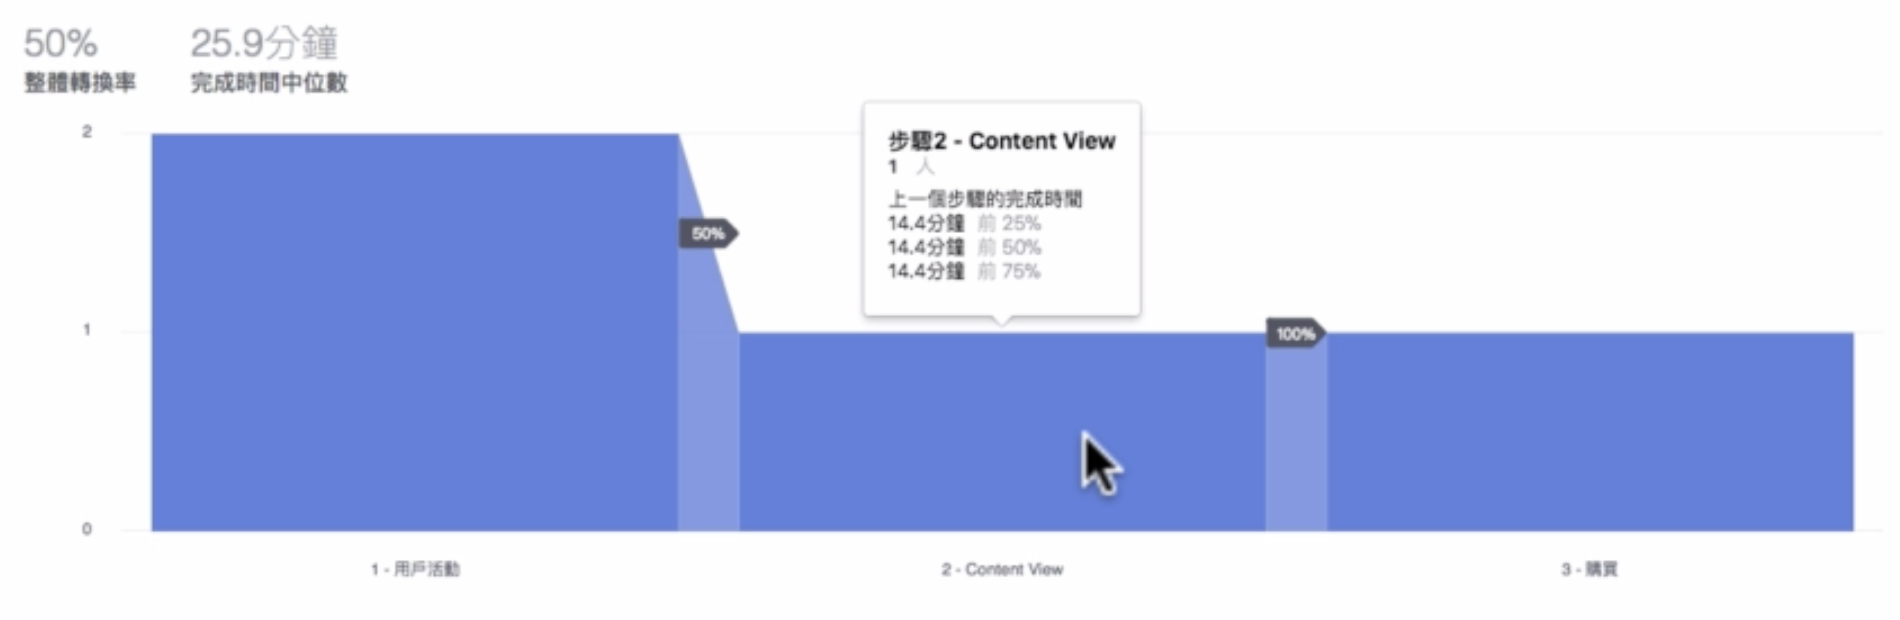 50%
25.9分鐘
整體轉換率
完成時間中位數
2
步驟2 - Content View
1 人
上一個步驟的完成時間
14.4分鐘 前 25%
14.4分鐘 前 50%
14.4分鐘 前 75%
50%
1
100%
0
1 - 用戶活動
2 - Content View
3 - 購買